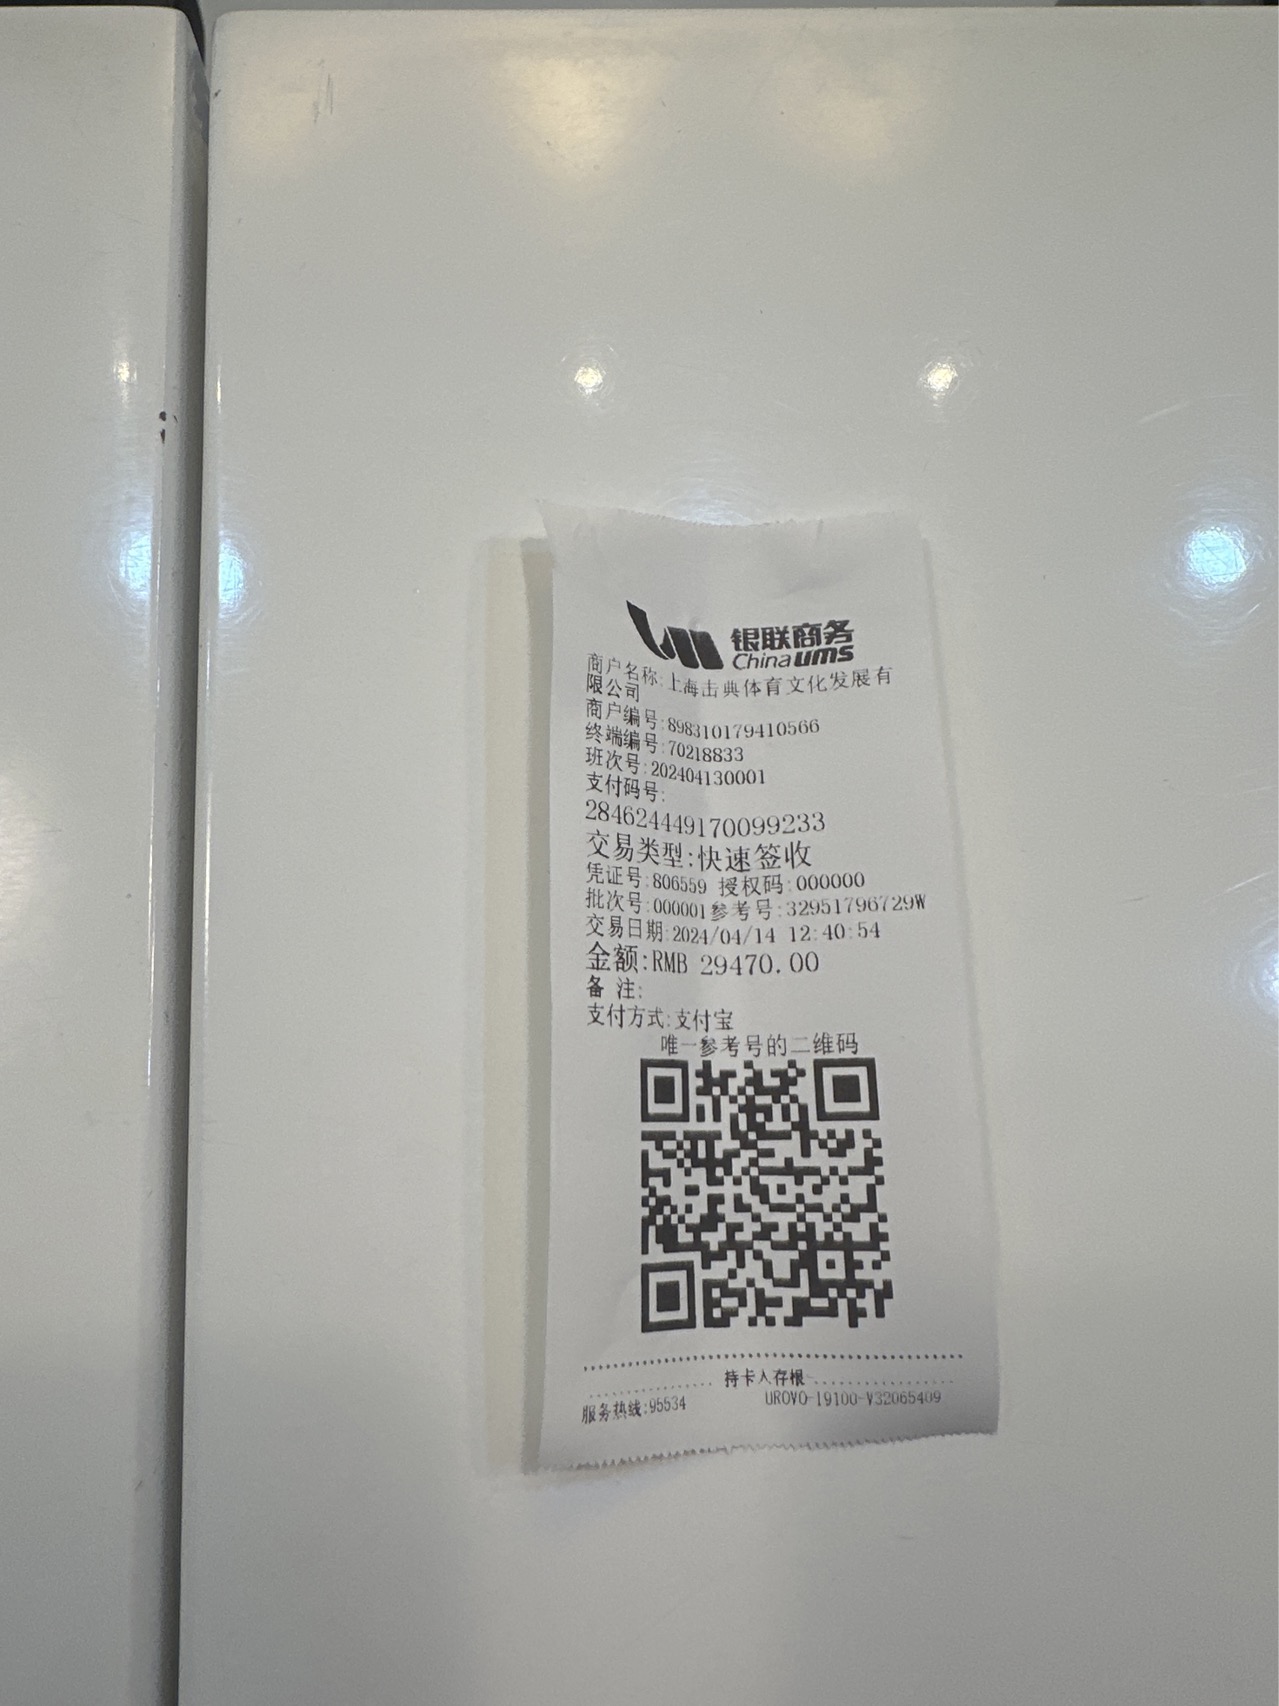 银联商务
China ums
商户名称:上海击典体育文化发展有
限公司
商户编号:898310179410566
终端编号:70218833
班次号:202404130001
支付码号:
284624449170099233
交易类型:快速签收
凭证号:806559 授权码:000000
批次号:000001参考号:32951796729W
交易日期:2024/04/14 12:40:54
金额:RMB 29470.00
备 注:
支付方式:支付宝
唯一参考号的二维码
持卡人存根
服务热线:95534 UROVO-19100-V32065409